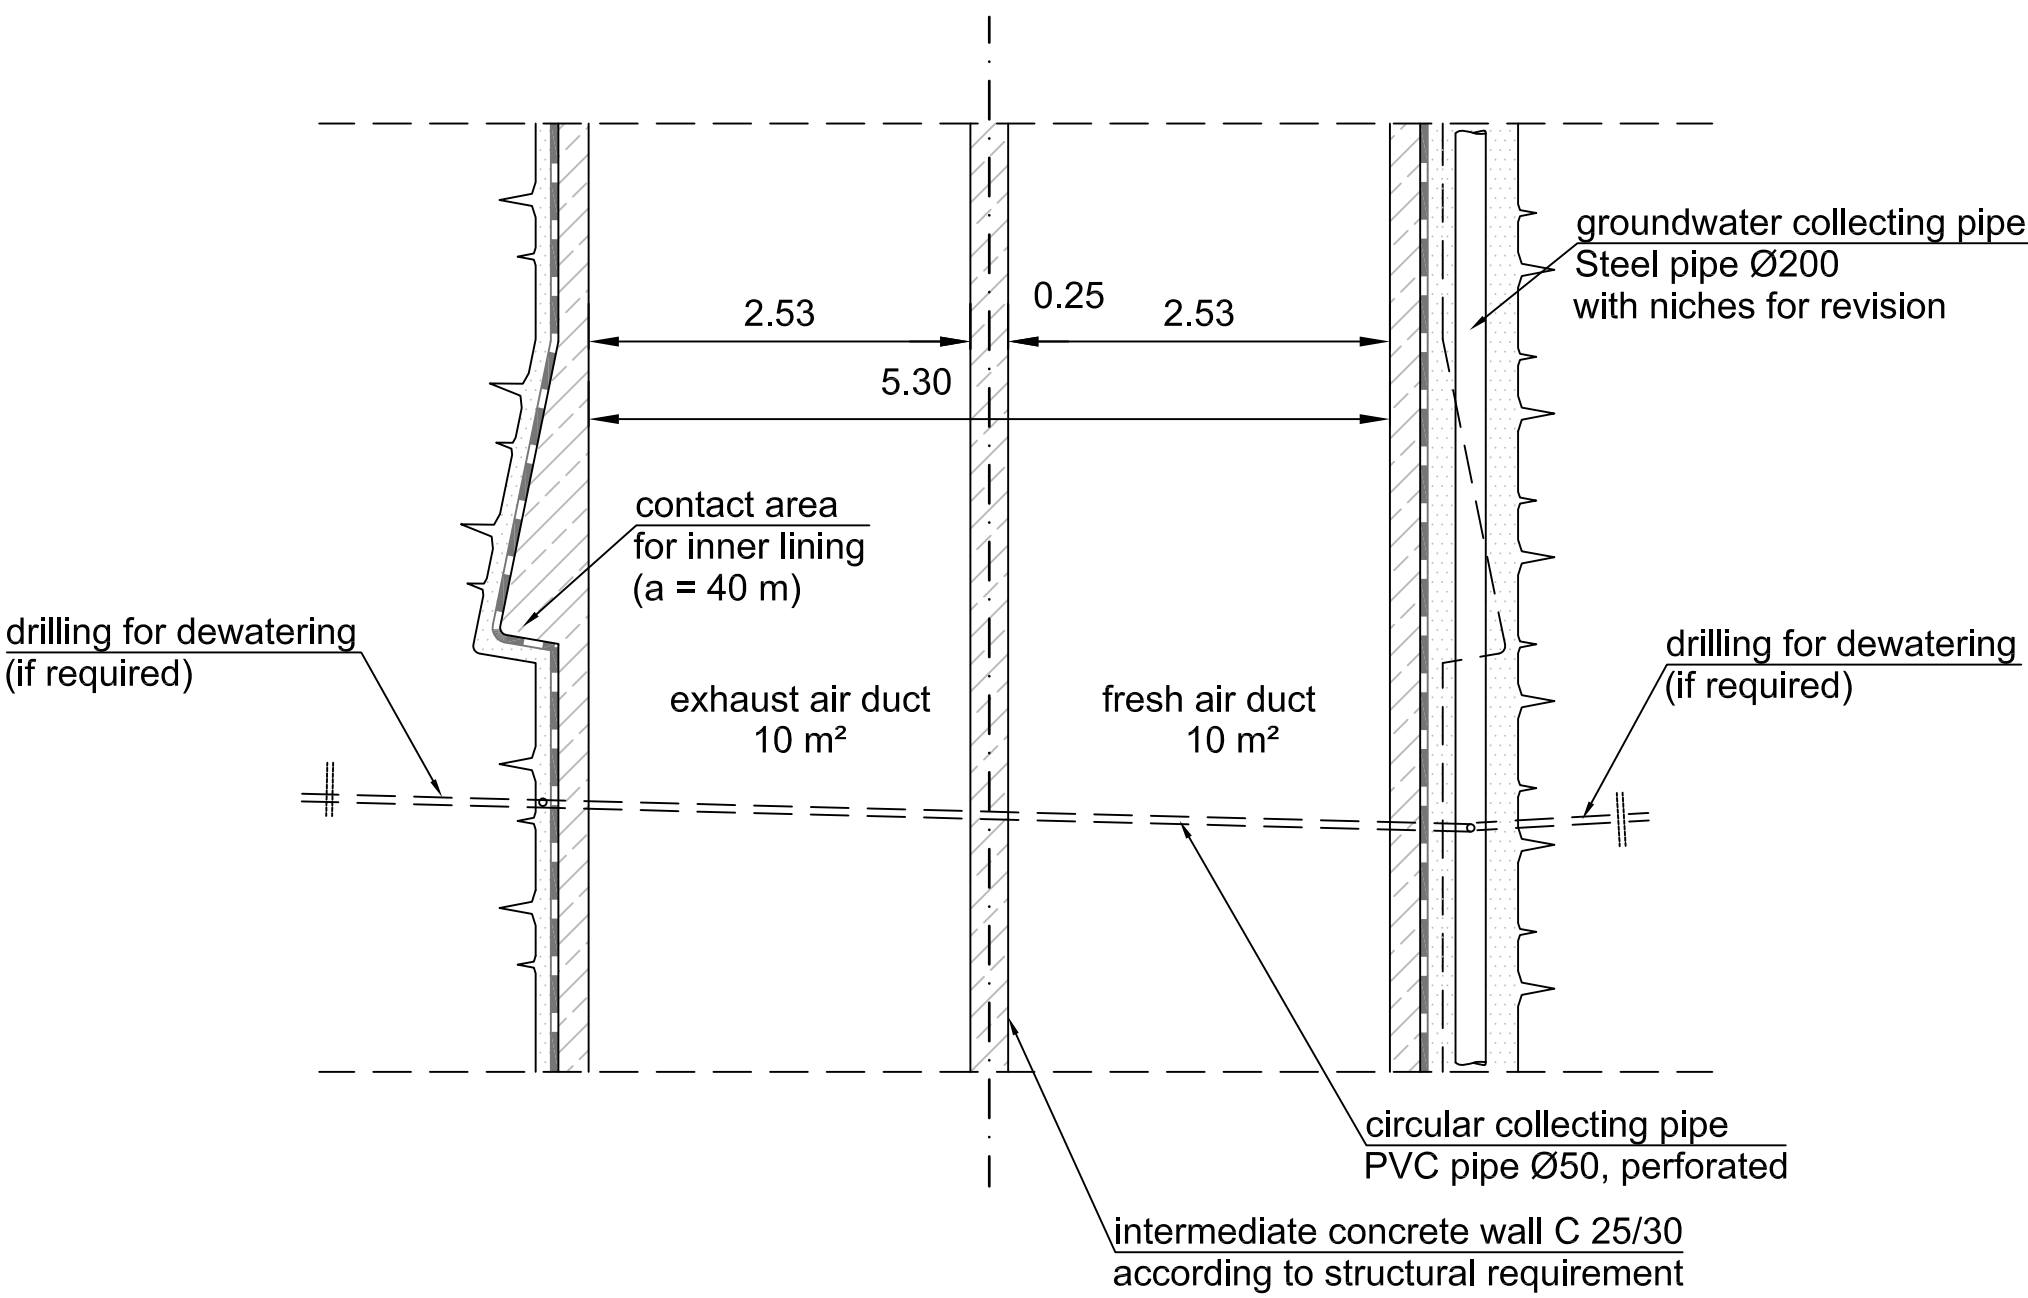 groundwater collecting pipe
Steel pipe Ø200
with niches for revision
0.25
2.53
2.53
5.30
contact area
for inner lining
(a = 40 m)
drilling for dewatering
(if required)
drilling for dewatering
(if required)
exhaust air duct
10 m²
fresh air duct
10 m²
circular collecting pipe
PVC pipe Ø50, perforated
intermediate concrete wall C 25/30
according to structural requirement